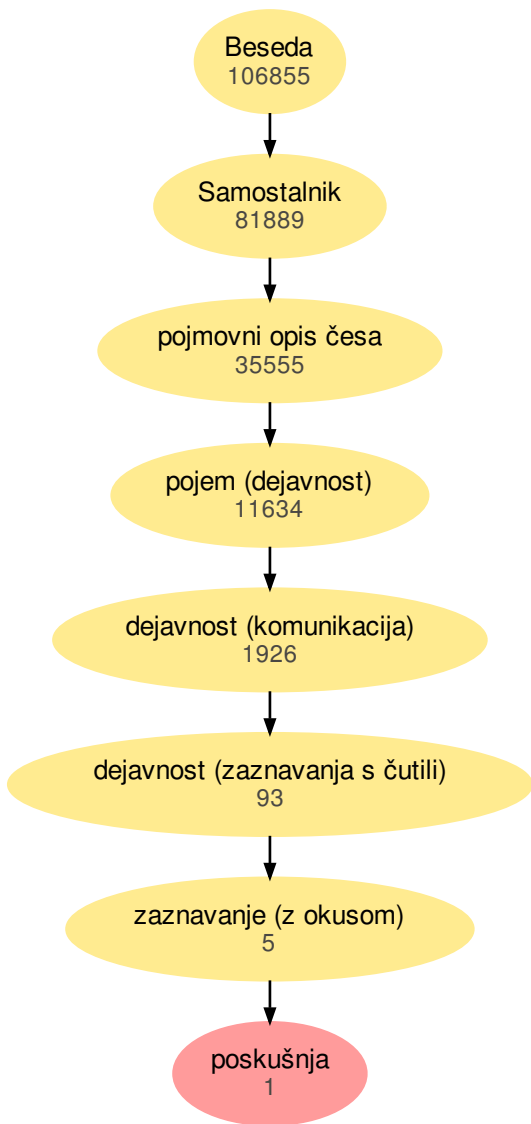 Beseda
106855
Samostalnik
81889
pojmovni opis česa
35555
pojem (dejavnost)
11634
dejavnost (komunikacija)
1926
dejavnost (zaznavanja s čutili)
93
zaznavanje (z okusom)
5
poskušnja
1